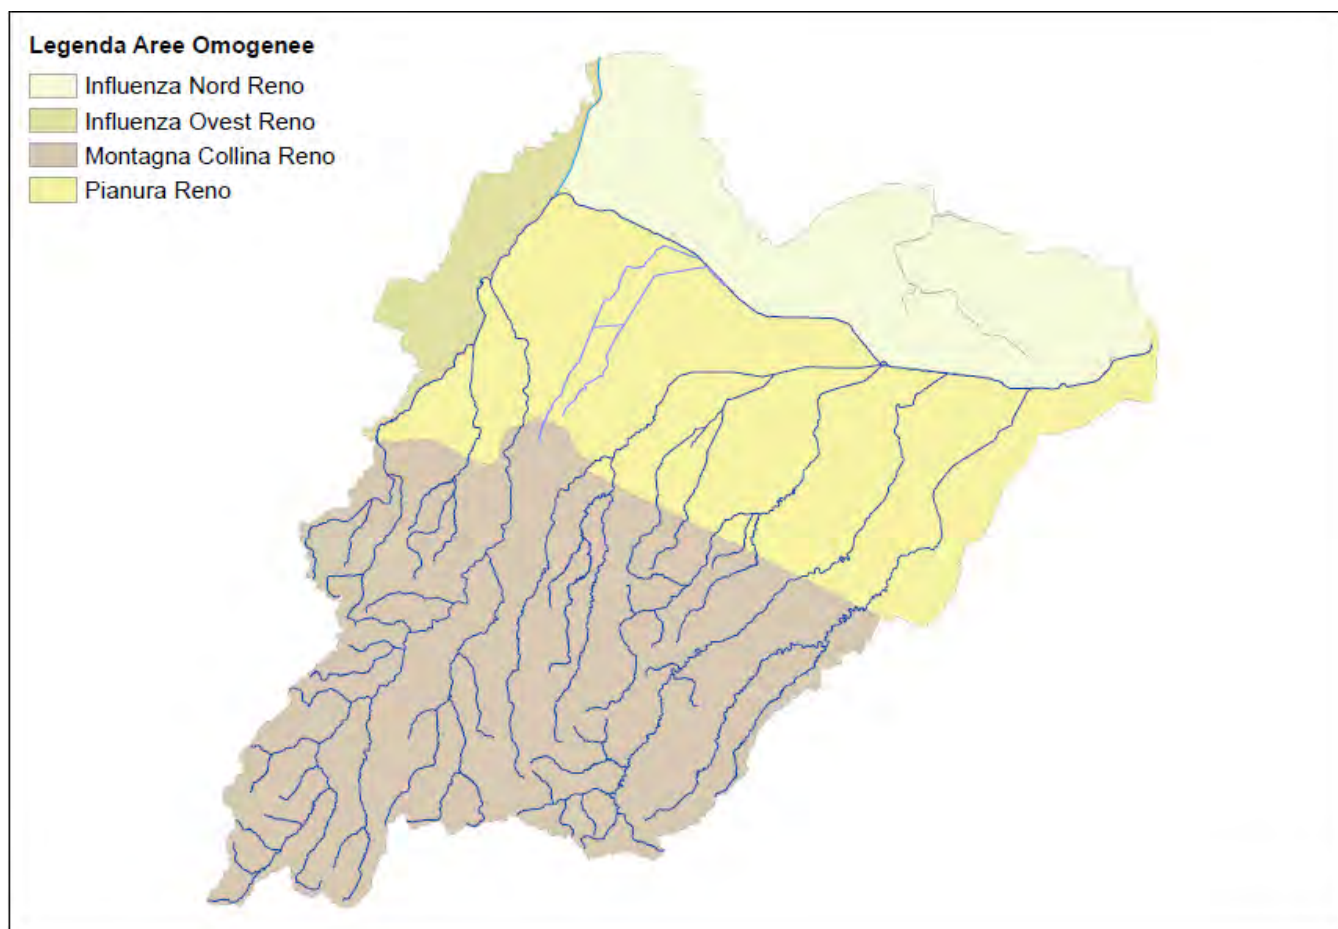 Legenda Aree Omogenee
Influenza Nord Reno
Influenza Ovest Reno
Montagna Collina Reno
Pianura Reno